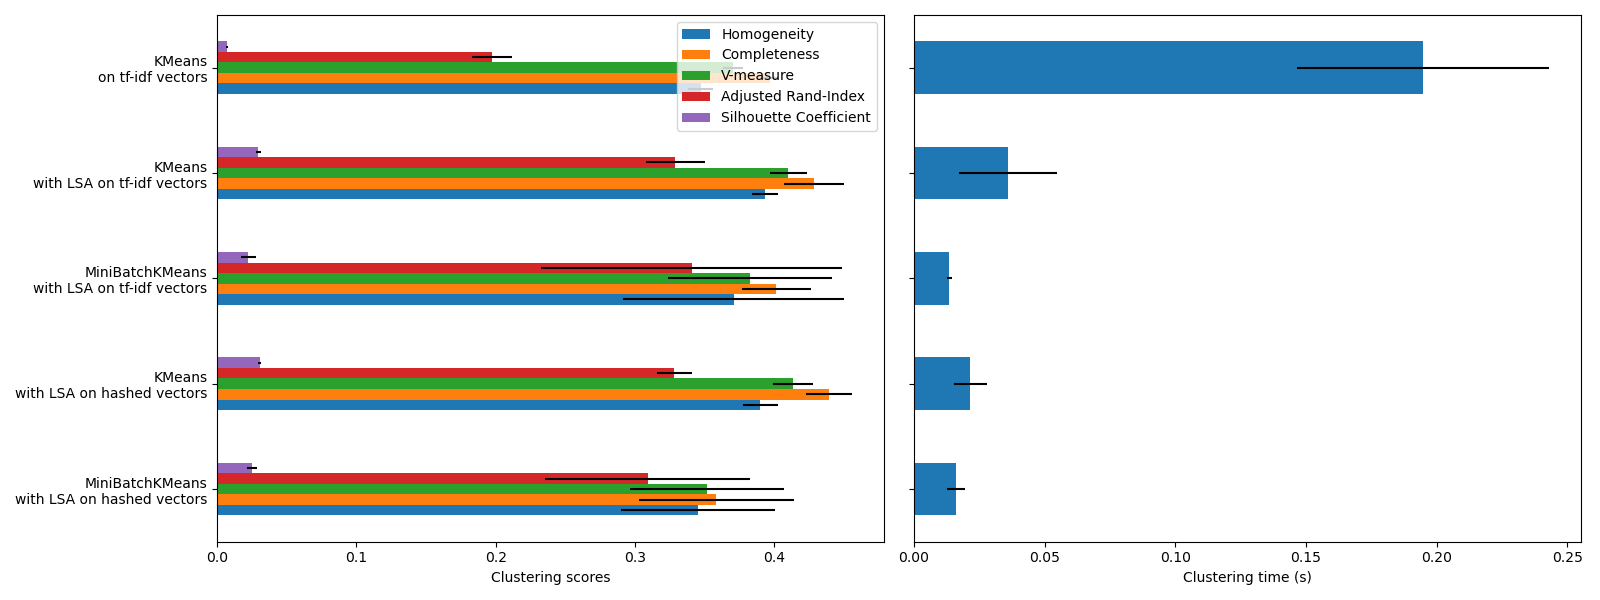 Homogeneity
Completeness
V-measure
Adjusted Rand-Index
Silhouette Coefficient
KMeans
on tf-idf vectors
KMeans
with LSA on tf-idf vectors
MiniBatchKMeans
with LSA on tf-idf vectors
KMeans
with LSA on hashed vectors
MiniBatchKMeans
with LSA on hashed vectors
0.0 0.1 0.2 0.3 0.4
Clustering scores
0.00 0.05 0.10 0.15 0.20 0.25
Clustering time (s)